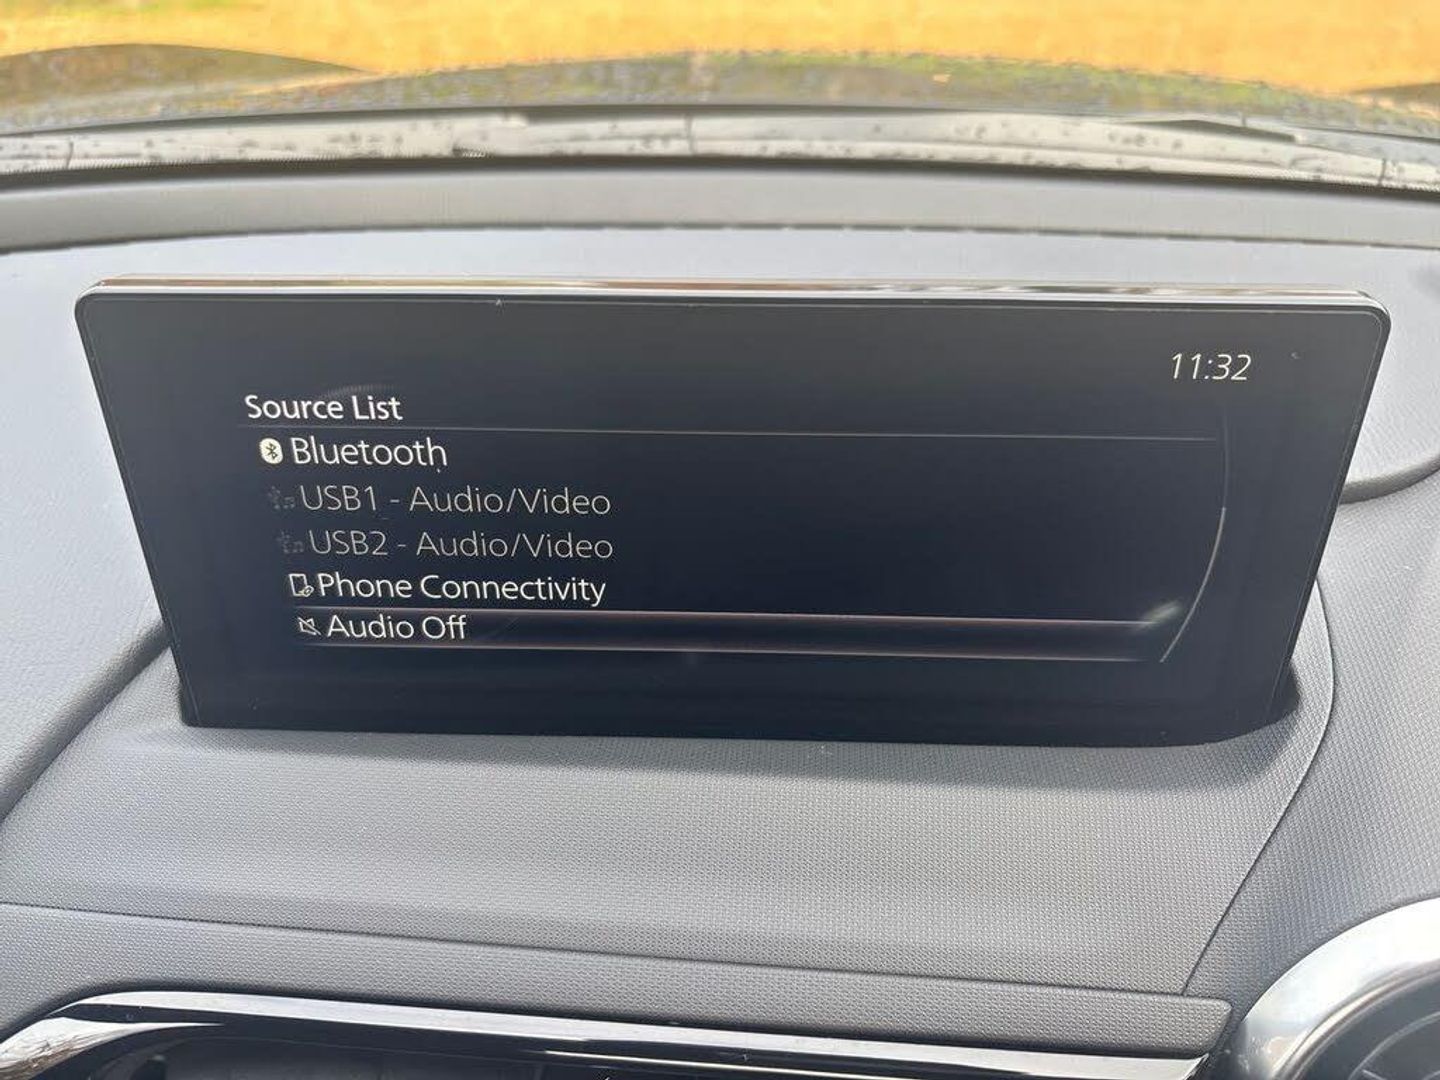 11:32
Source List
Bluetooth
USB1 - Audio/Video
USB2 - Audio/Video
Phone Connectivity
Audio Off